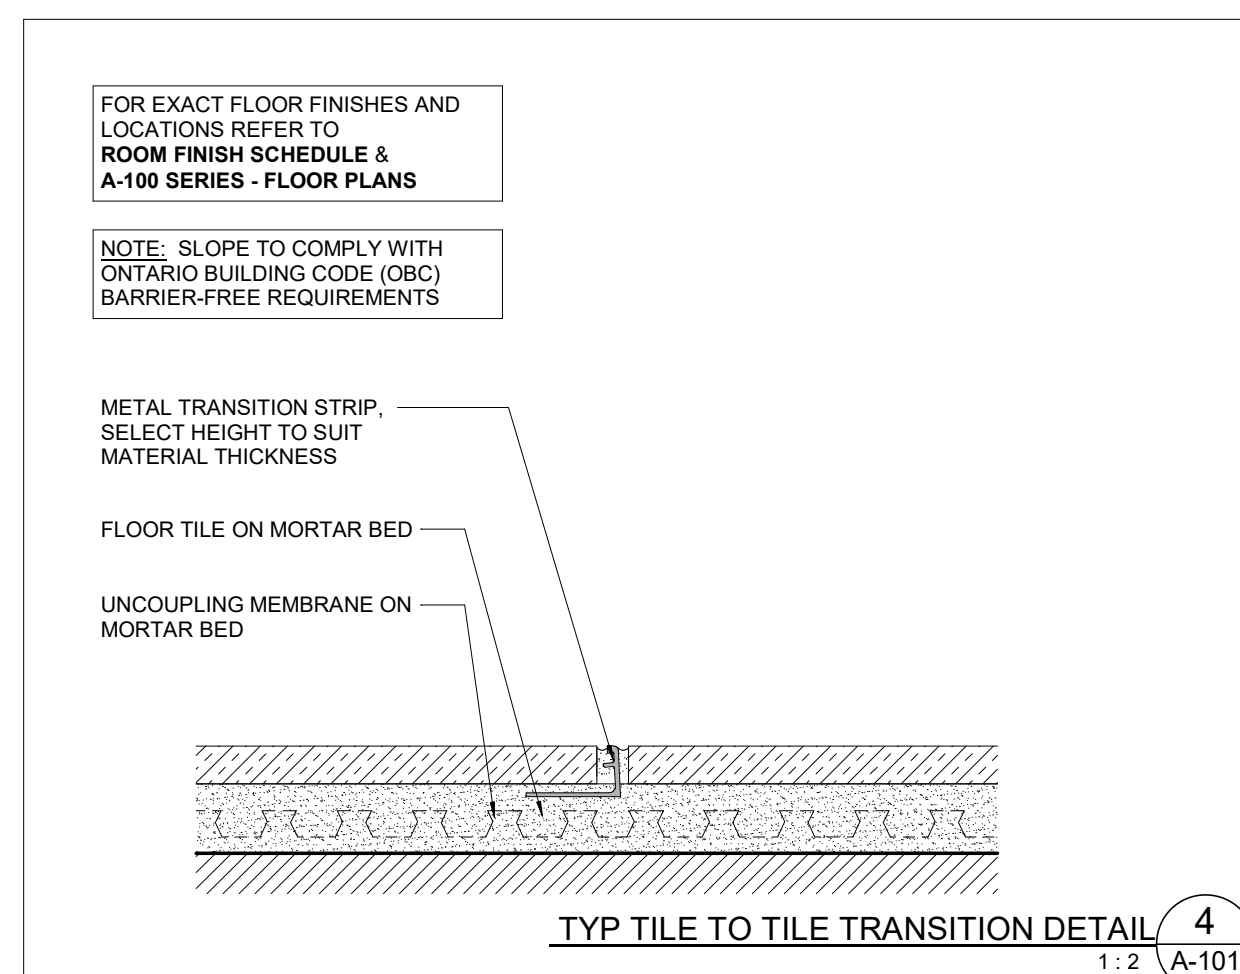 FOR EXACT FLOOR FINISHES AND
LOCATIONS REFER TO
ROOM FINISH SCHEDULE &
A-100 SERIES - FLOOR PLANS
NOTE: SLOPE TO COMPLY WITH
ONTARIO BUILDING CODE (OBC)
BARRIER-FREE REQUIREMENTS
METAL TRANSITION STRIP,
SELECT HEIGHT TO SUIT
MATERIAL THICKNESS
FLOOR TILE ON MORTAR BED
UNCOUPLING MEMBRANE ON
MORTAR BED
TYP TILE TO TILE TRANSITION DETAIL
4
1 : 2
A-101